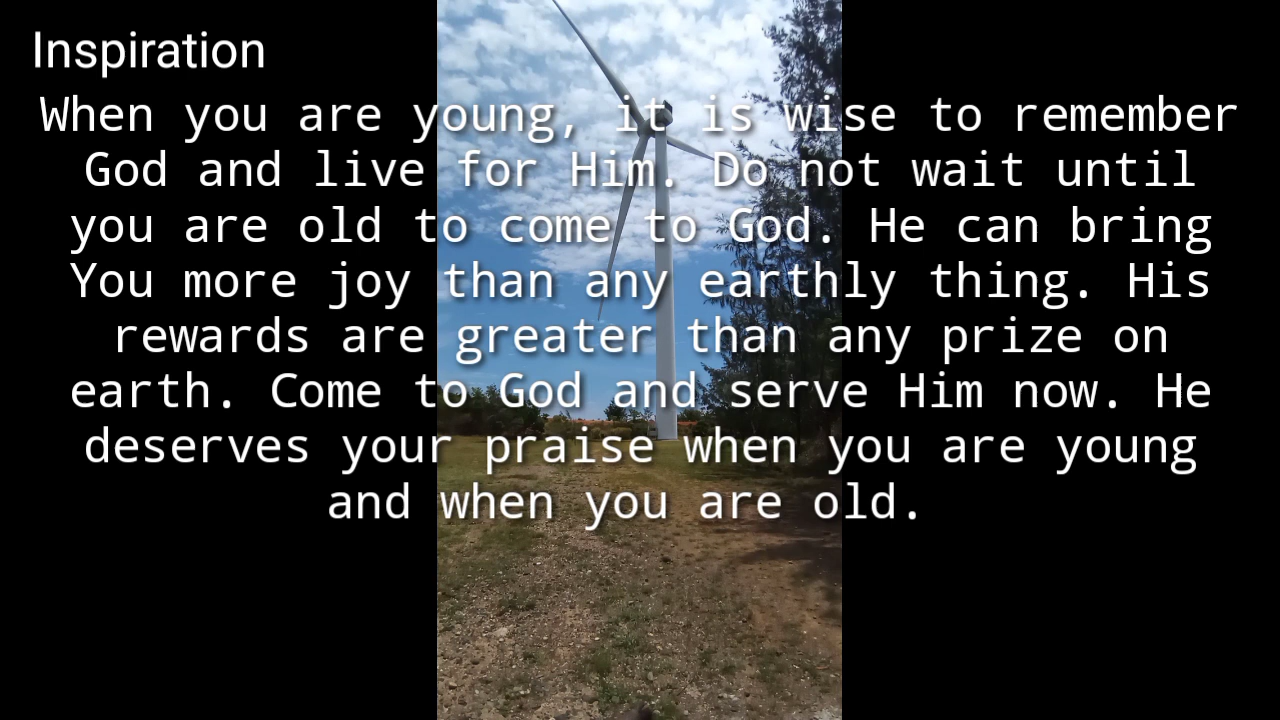 Inspiration
When you are young, it is wise to remember
God and live for Him. Do not wait until
you are old to come to God. He can bring
You more joy than any earthly thing. His
rewards are greater than any prize on
earth. Come to God and serve Him now. He
deserves your praise when you are young
and when you are old.